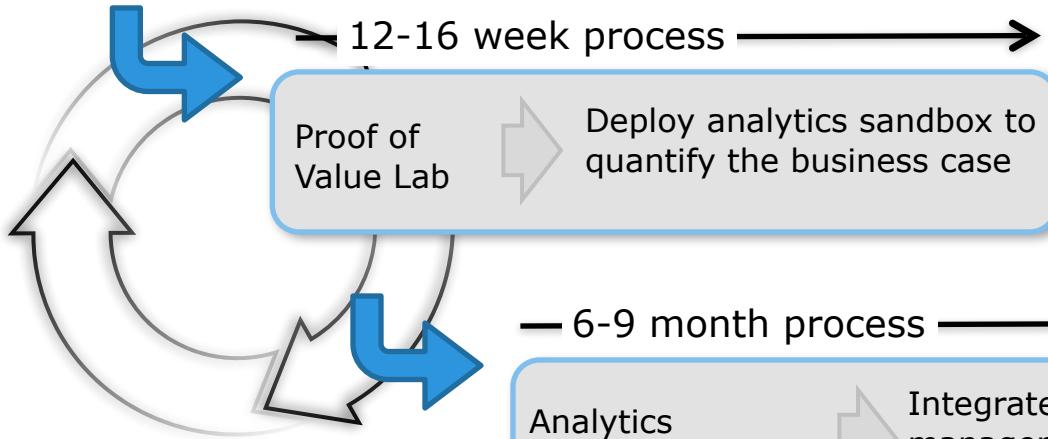 12-16 week process
Proof of
Value Lab
Deploy analytics sandbox to
quantify the business case
6-9 month process
Analytics
Integrate